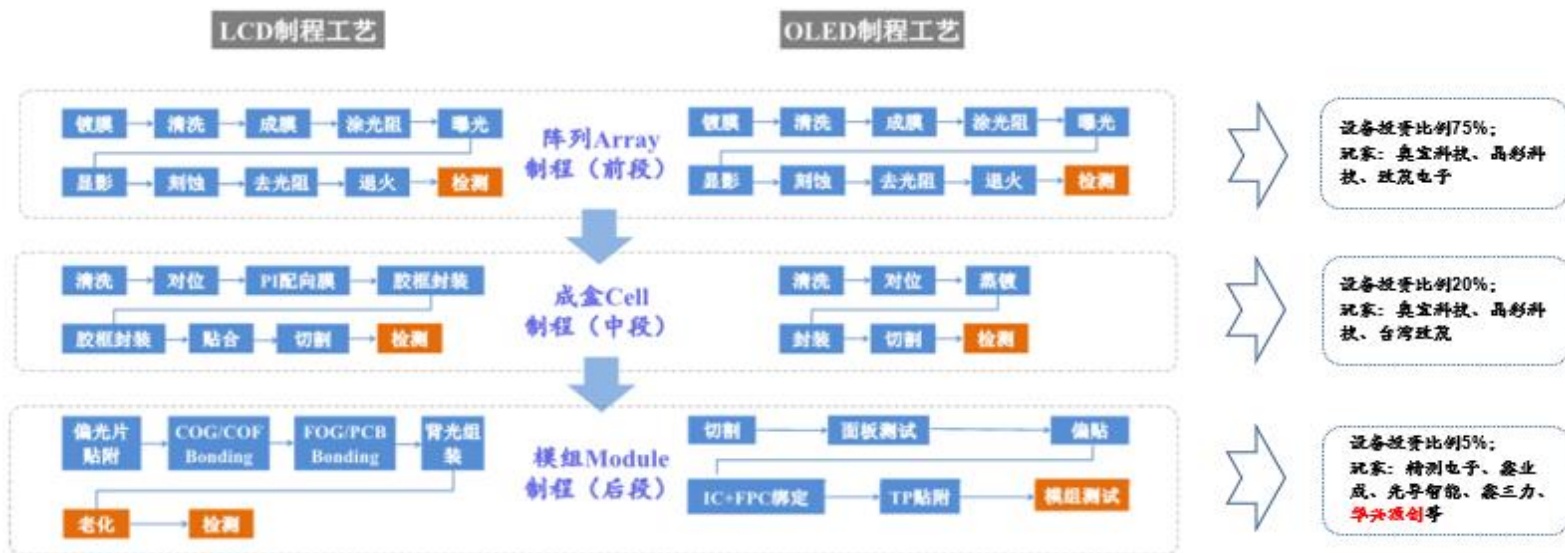 LCD制程工艺
OLED制程工艺
镀膜 清洗 成膜 涂光阻 曝光
显影 刻蚀 去光阻 退火 检测
阵列Array
制程（前段）
镀膜 清洗 成膜 涂光阻 曝光
显影 刻蚀 去光阻 退火 检测
设备投资比例75%；
玩家：奥宝科技、晶彩科
技、致茂电子
清洗 对位 PI配向膜 胶框封装
胶框封装 贴合 切割 检测
成盒Cell
制程（中段）
清洗 对位 蒸镀
封装 切割 检测
设备投资比例20%；
玩家：奥宝科技、晶彩科
技、台湾致茂
偏光片
贴附
COG/COF
Bonding
FOG/PCB
Bonding
背光组
装
老化 检测
模组Module
制程（后段）
切割 面板测试 偏贴
IC+FPC绑定 TP贴附 模组测试
设备投资比例5%；
玩家：精测电子、鑫业
成、先导智能、鑫三力、
华兴源创等